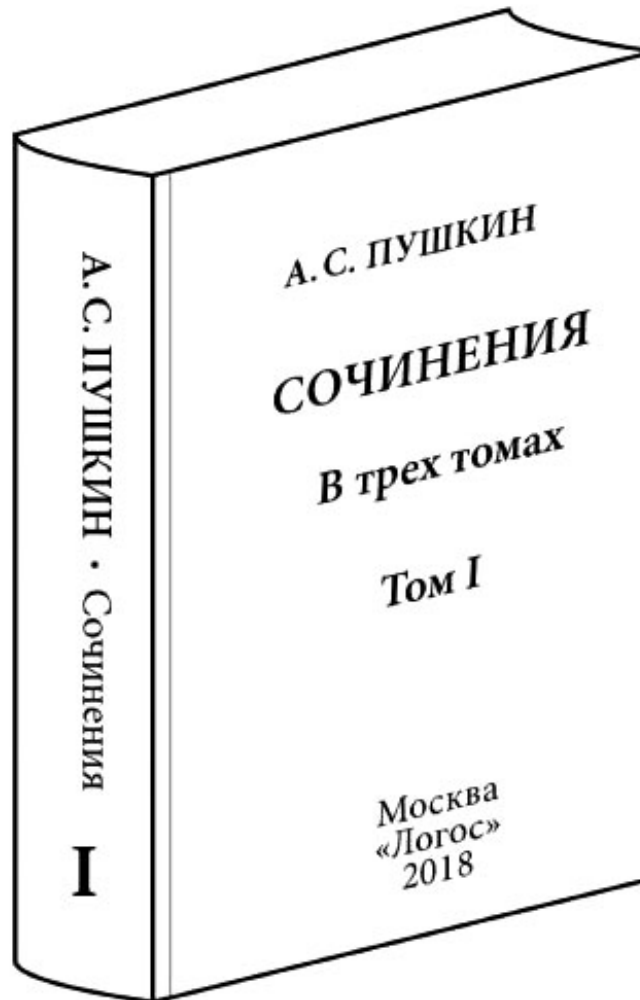 А. С. ПУШКИН • Сочинения
I
А. С. ПУШКИН
СОЧИНЕНИЯ
В трех томах
Том I
Москва
«Логос»
2018